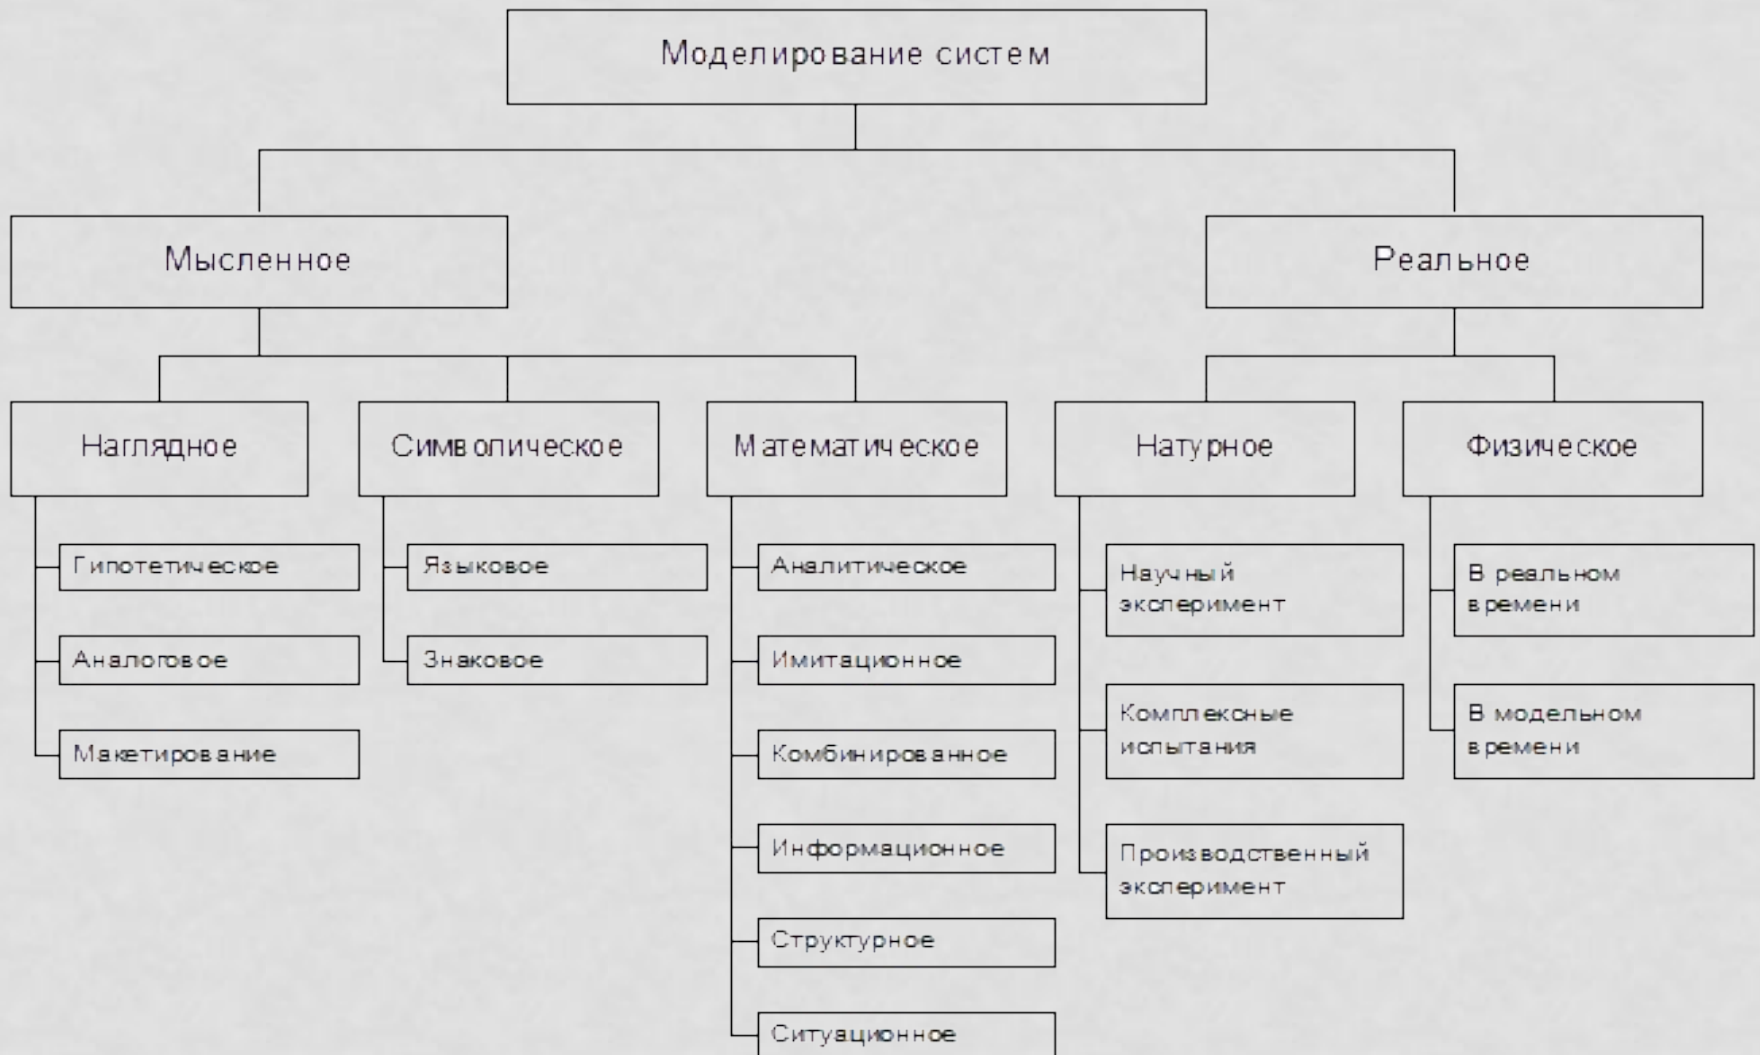 Моделирование систем
Мысленное
Реальное
Наглядное
Символическое
Математическое
Натурное
Физическое
Гипотетическое
Аналоговое
Макетирование
Языковое
Знаковое
Аналитическое
Имитационное
Комбинированное
Информационное
Структурное
Ситуационное
Научный
эксперимент
Комплексные
испытания
Производственный
эксперимент
В реальном
времени
В модельном
времени